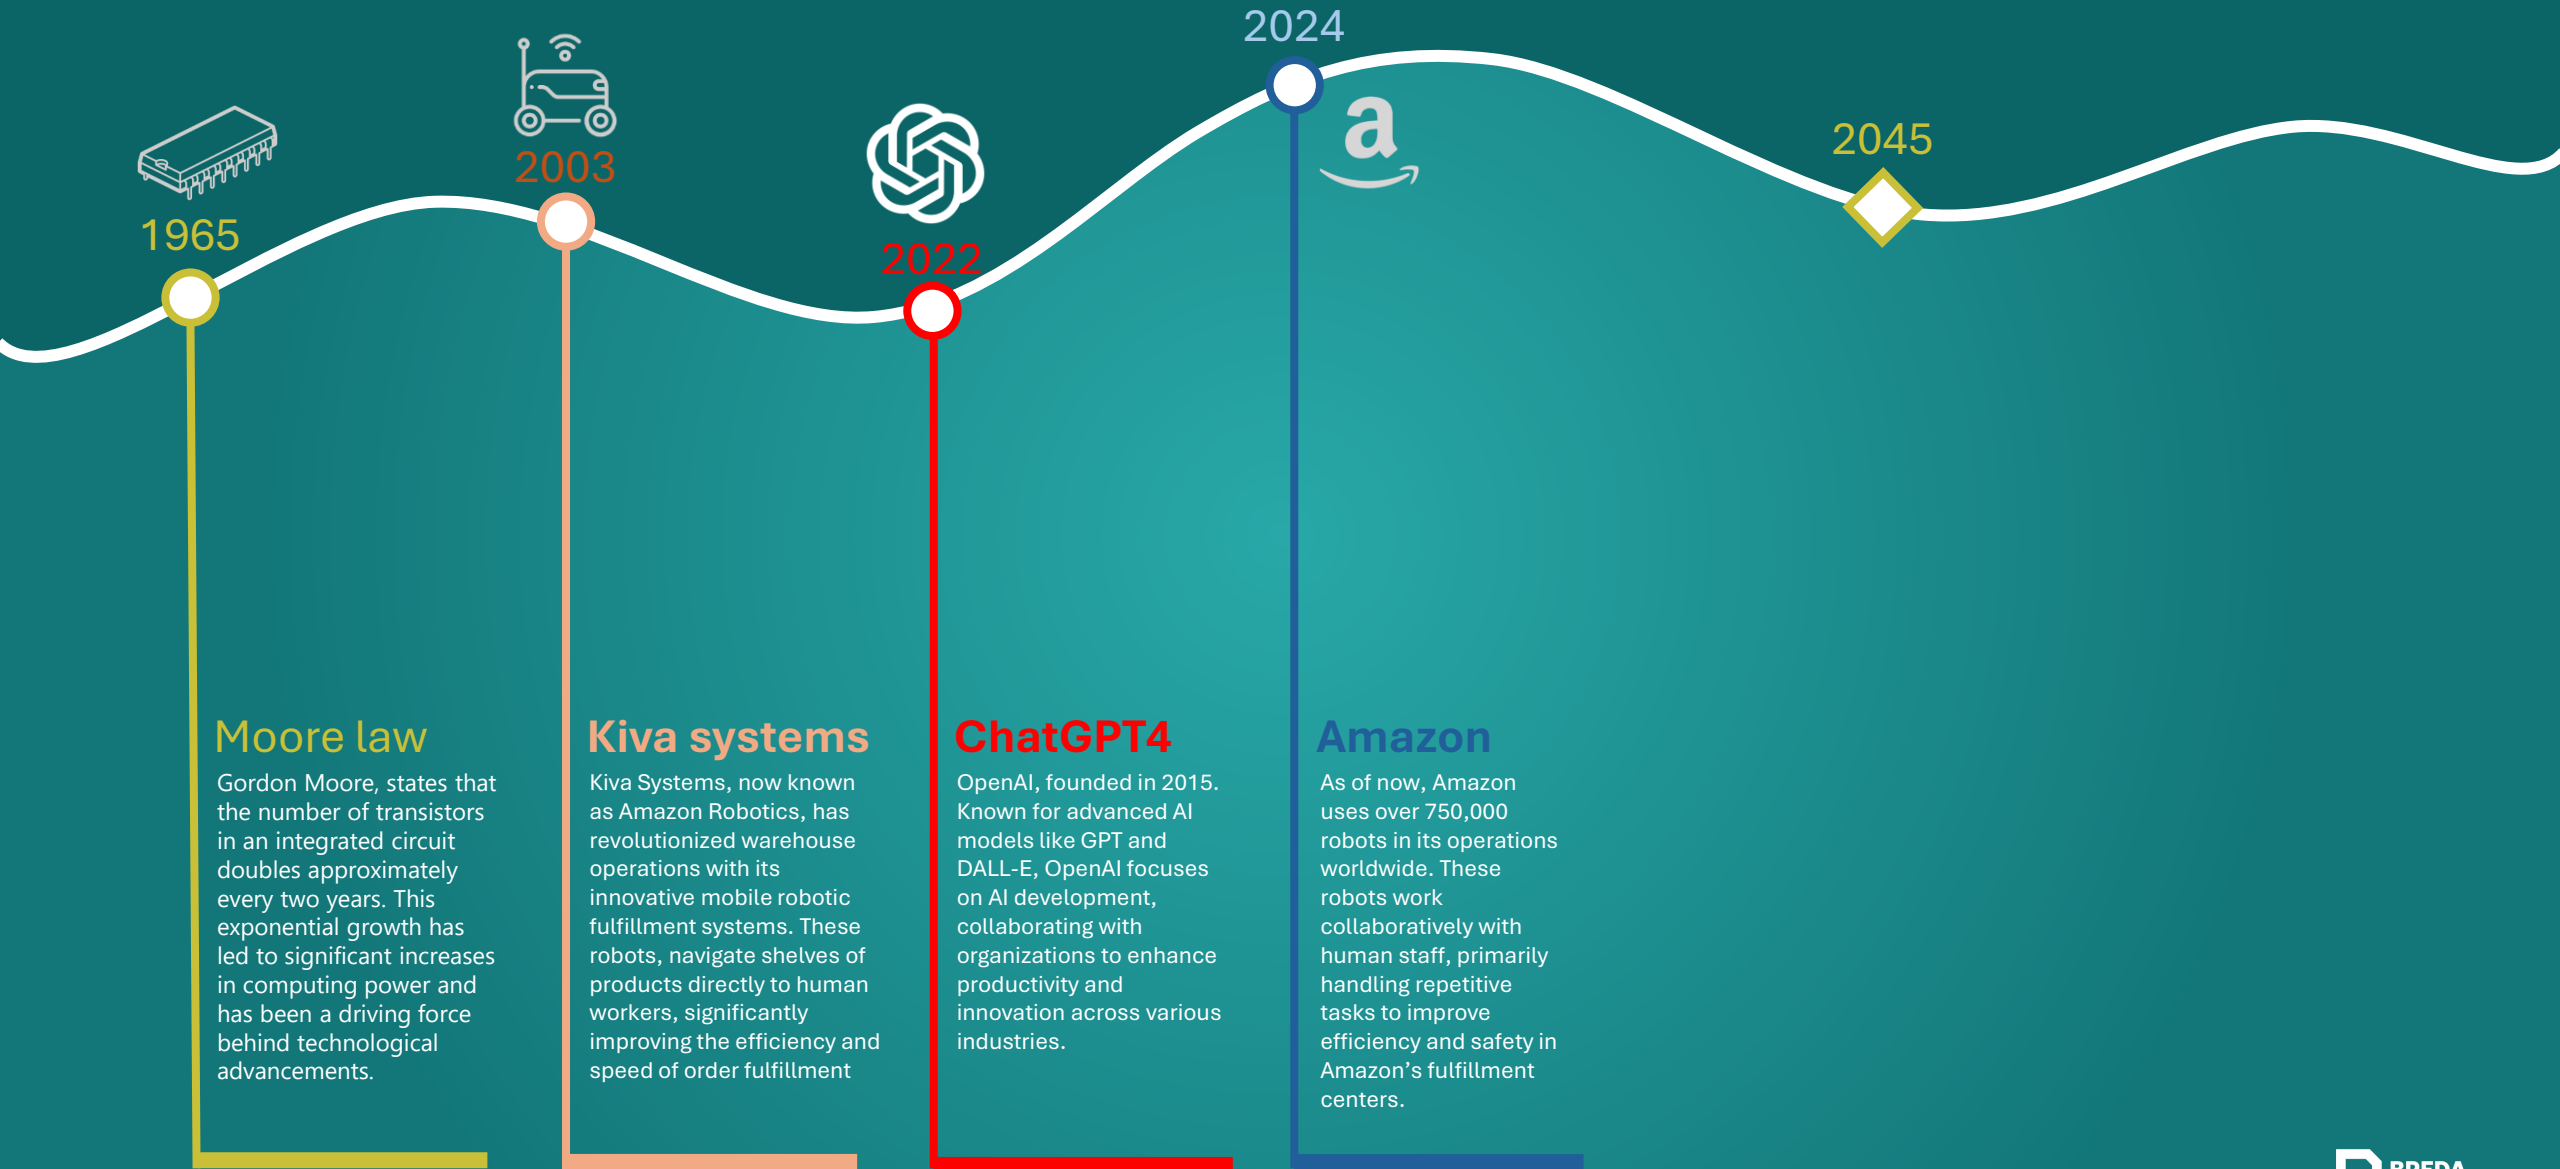 2024
2045
2003
1965
2022
Moore law
Gordon Moore, states that
the number of transistors
in an integrated circuit
doubles approximately
every two years. This
exponential growth has
led to significant increases
in computing power and
has been a driving force
behind technological
advancements.
Kiva systems
Kiva Systems, now known
as Amazon Robotics, has
revolutionized warehouse
operations with its
innovative mobile robotic
fulfillment systems. These
robots, navigate shelves of
products directly to human
workers, significantly
improving the efficiency and
speed of order fulfillment
ChatGPT4
OpenAI, founded in 2015.
Known for advanced AI
models like GPT and
DALL-E, OpenAI focuses
on AI development,
collaborating with
organizations to enhance
productivity and
innovation across various
industries.
Amazon
As of now, Amazon
uses over 750,000
robots in its operations
worldwide. These
robots work
collaboratively with
human staff, primarily
handling repetitive
tasks to improve
efficiency and safety in
Amazon’s fulfillment
centers.
BREDA